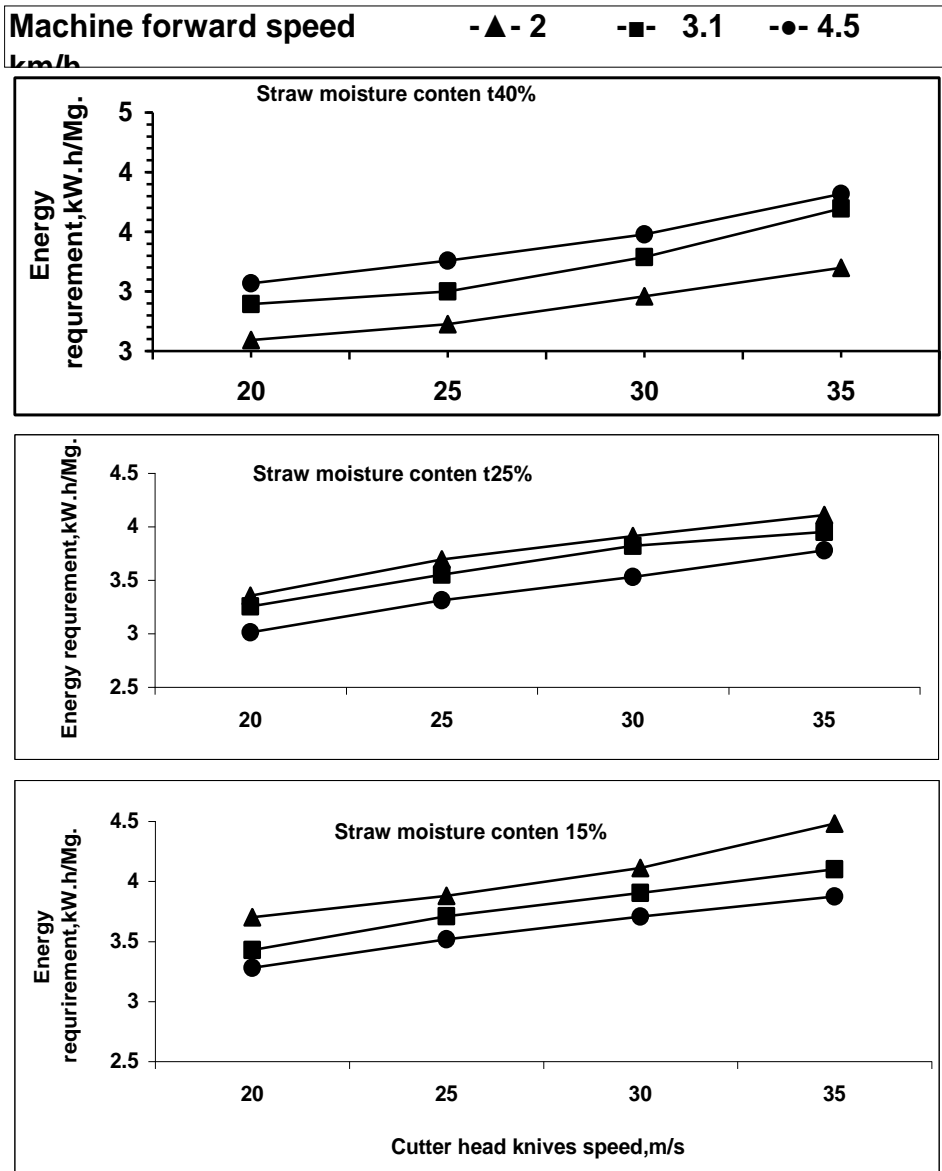 Machine forward speed -▲- 2 -■- 3.1 -●- 4.5
km/h
Straw moisture conten t40%
Energy
requrement,kW.h/Mg.
5
4
4
3
3
20 25 30 35
Straw moisture conten t25%
Energy requrement,kW.h/Mg.
4.5
4
3.5
3
2.5
20 25 30 35
Straw moisture conten 15%
Energy
requrirement,kW.h/Mg.
4.5
4
3.5
3
2.5
20 25 30 35
Cutter head knives speed,m/s